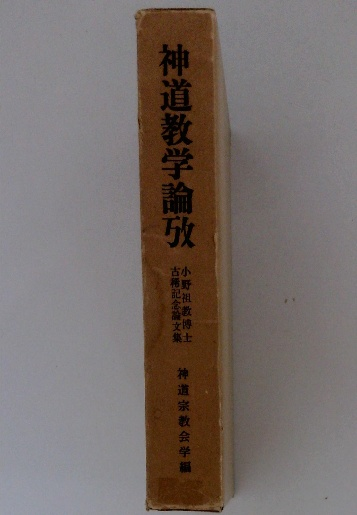 神道教学論攷
小野祖教博士
古稀記念論文集
神道宗教会学編